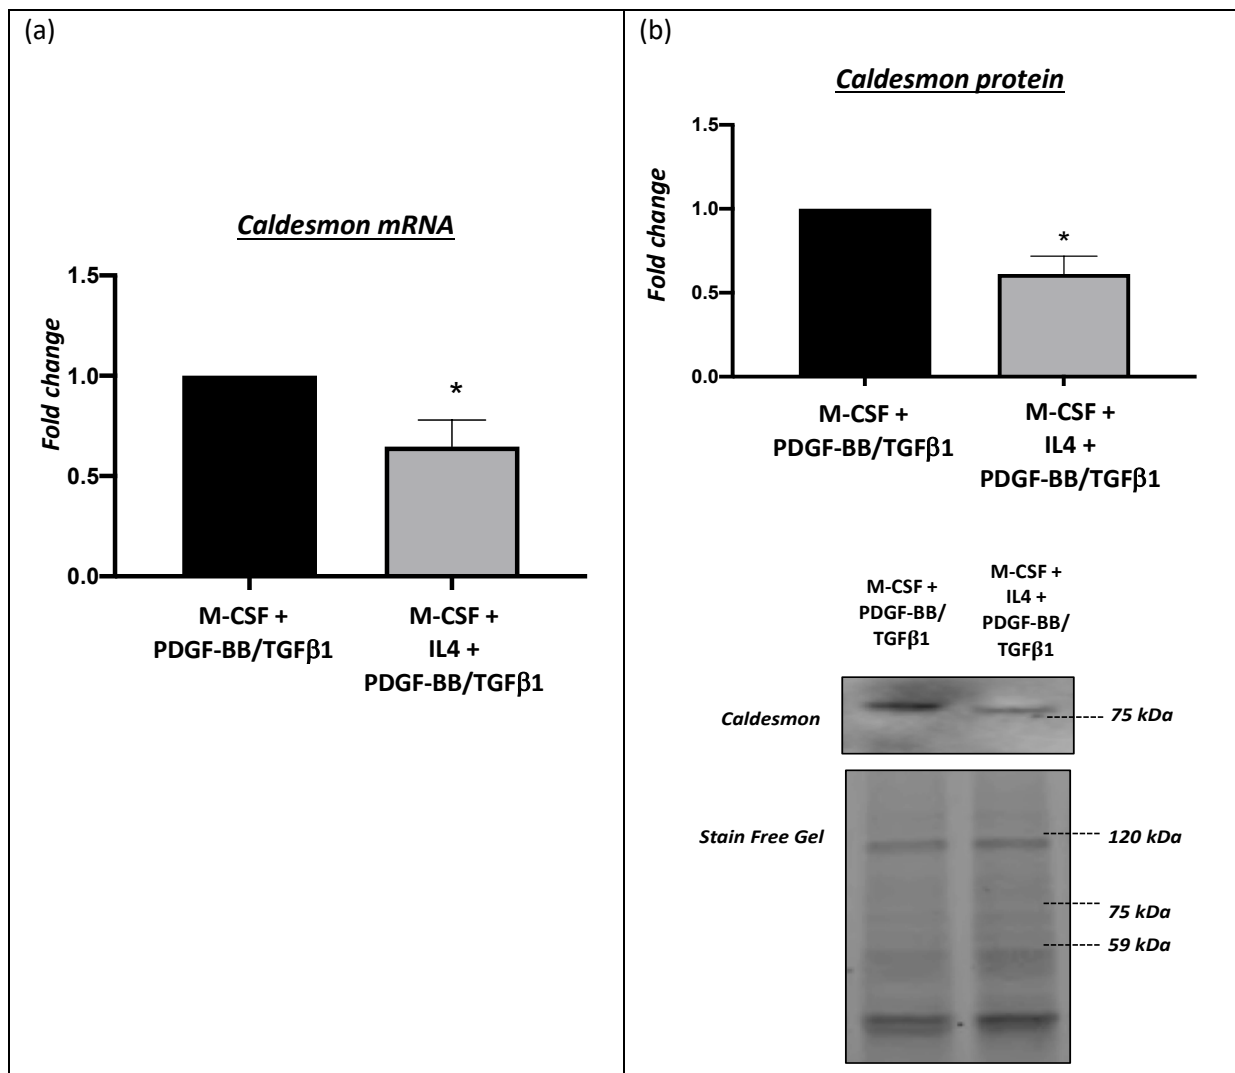 (a)
Caldesmon mRNA
Fold change
1.5
1.0
0.5
0.0
*
M-CSF +
PDGF-BB/TGFβ1
M-CSF +
IL4 +
PDGF-BB/TGFβ1
(b)
Caldesmon protein
Fold change
1.5
1.0
0.5
0.0
*
M-CSF +
PDGF-BB/TGFβ1
M-CSF +
IL4 +
PDGF-BB/TGFβ1
M-CSF +
PDGF-BB/
TGFβ1
M-CSF +
IL4 +
PDGF-BB/
TGFβ1
Caldesmon
75 kDa
Stain Free Gel
120 kDa
75 kDa
59 kDa